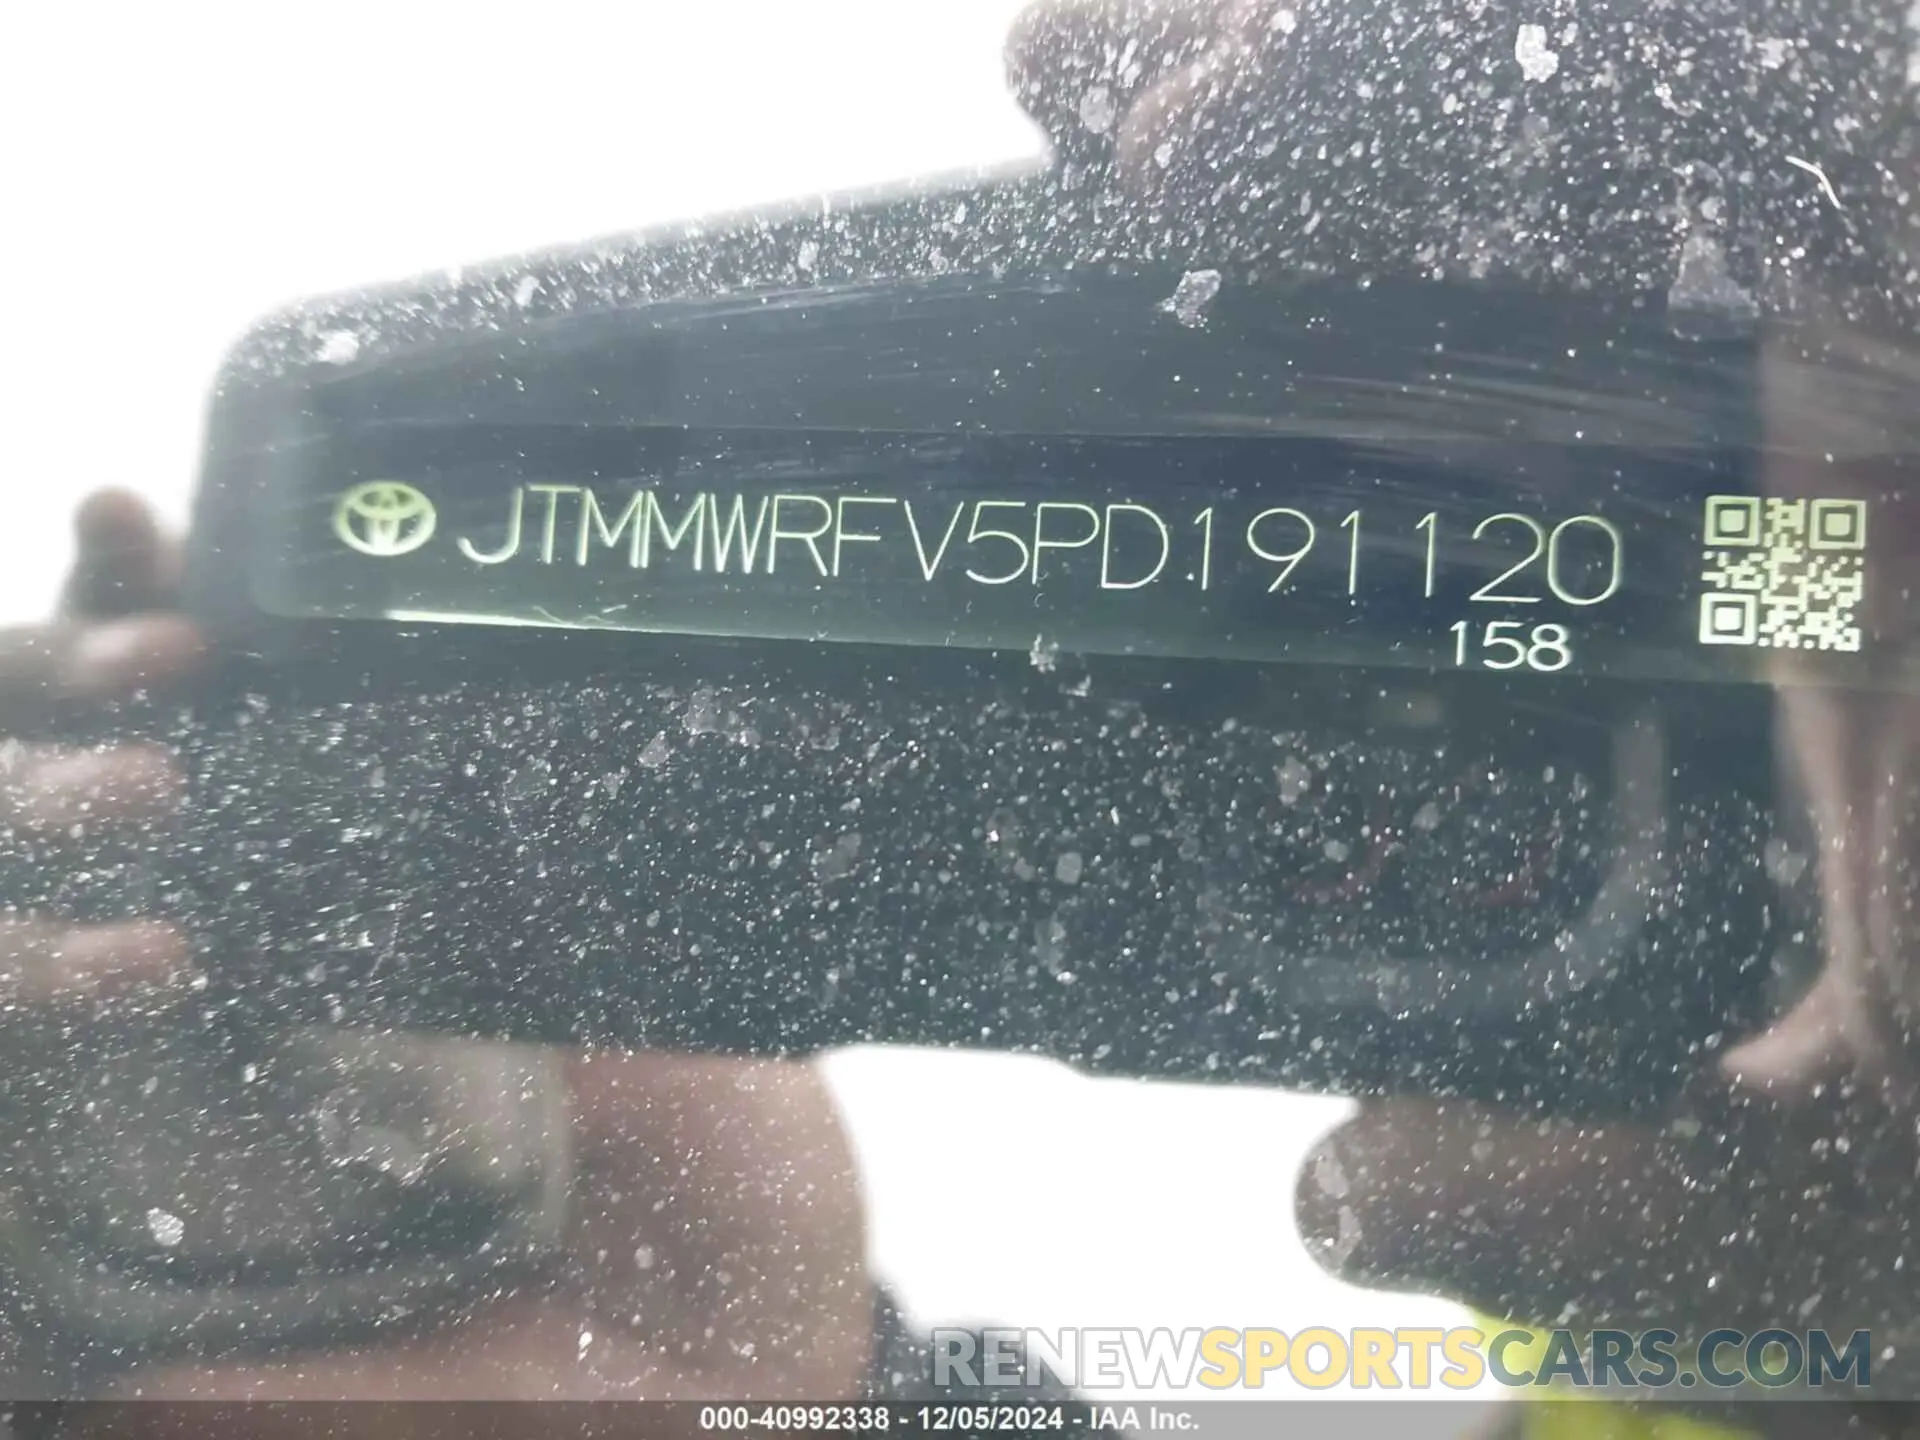 JTMMWRFV5PD191120
158
RENEWSPORTSCARS.COM
000-40992338 - 12/05/2024 - IAA Inc.